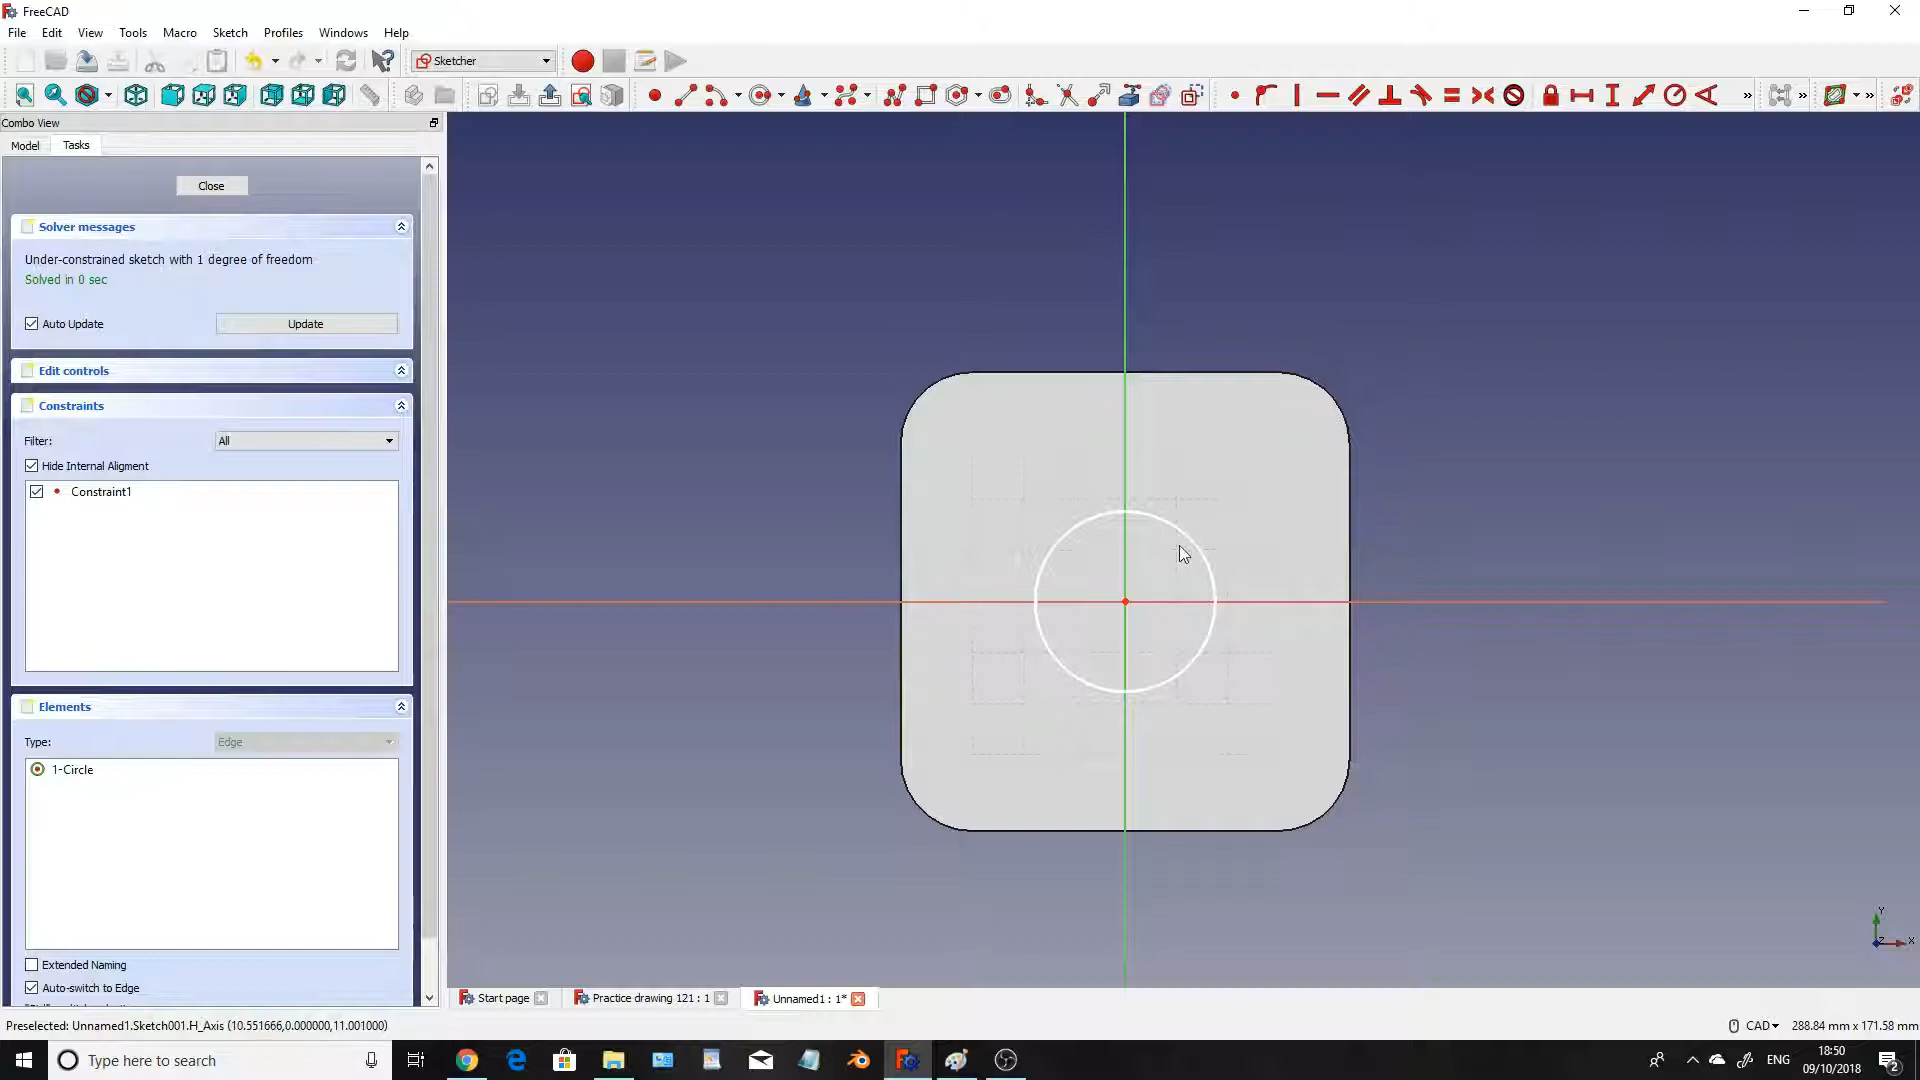 FreeCAD
File Edit View Tools Macro Sketch Profiles Windows Help
Sketcher
Combo View
Model Tasks
Close
Solver messages
Under-constrained sketch with 1 degree of freedom
Solved in 0 sec
Auto Update
Update
Edit controls
Constraints
Filter: All
Hide Internal Aligment
Constraint1
Elements
Type: Edge
1-Circle
Extended Naming
Auto-switch to Edge
Y
Z X
Start page Practice drawing 121 : 1 Unnamed1 : 1*
Preselected: Unnamed1.Sketch001.H_Axis (10.551666,0.000000,11.001000)
CAD 288.84 mm x 171.58 mm
Type here to search
ENG
18:50
09/10/2018
2